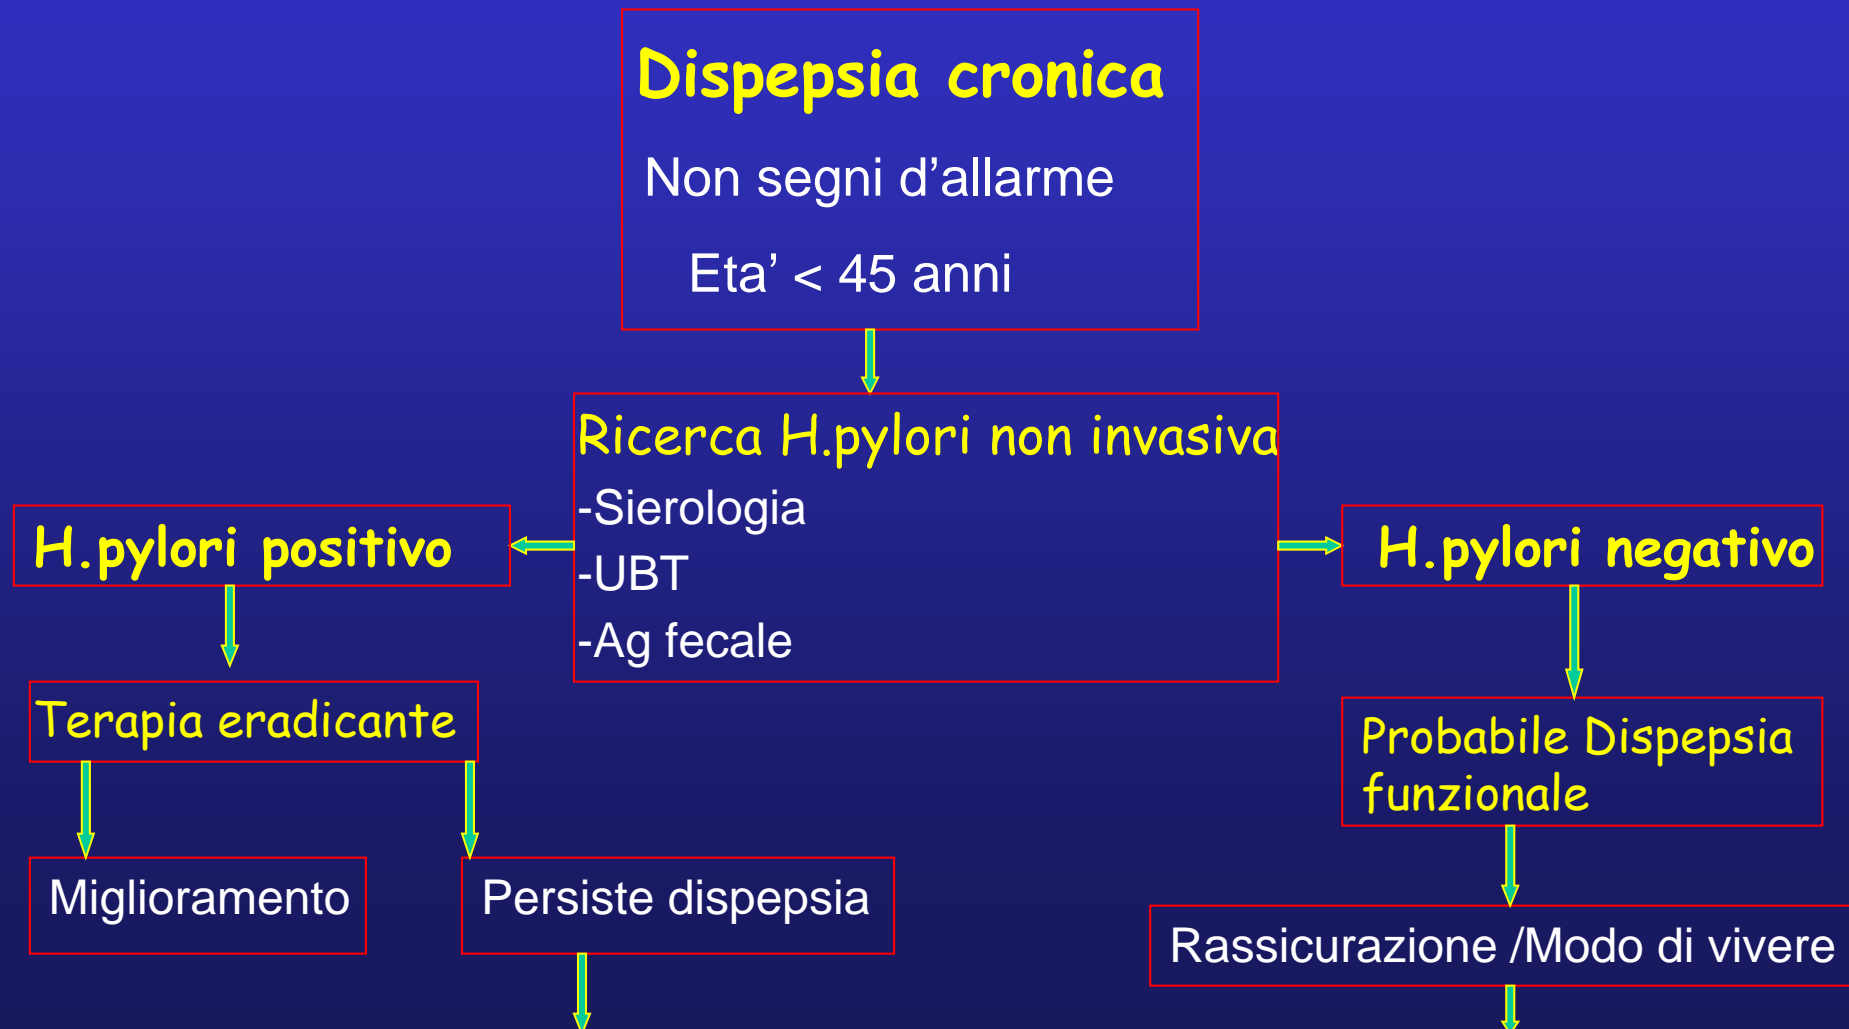 Dispepsia cronica
Non segni d'allarme
Eta' < 45 anni
Ricerca H.pylori non invasiva
-Sierologia
-UBT
-Ag fecale
H.pylori positivo
H.pylori negativo
Terapia eradicante
Probabile Dispepsia
funzionale
Miglioramento
Persiste dispepsia
Rassicurazione /Modo di vivere